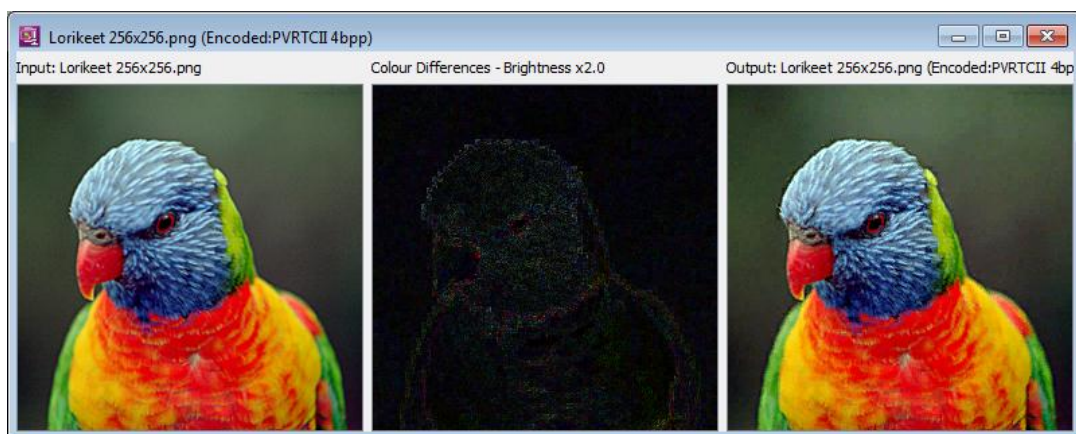 Lorikeet 256x256.png (Encoded:PVRTCII 4bpp)
Input: Lorikeet 256x256.png
Colour Differences - Brightness x2.0
Output: Lorikeet 256x256.png (Encoded:PVRTCII 4bp